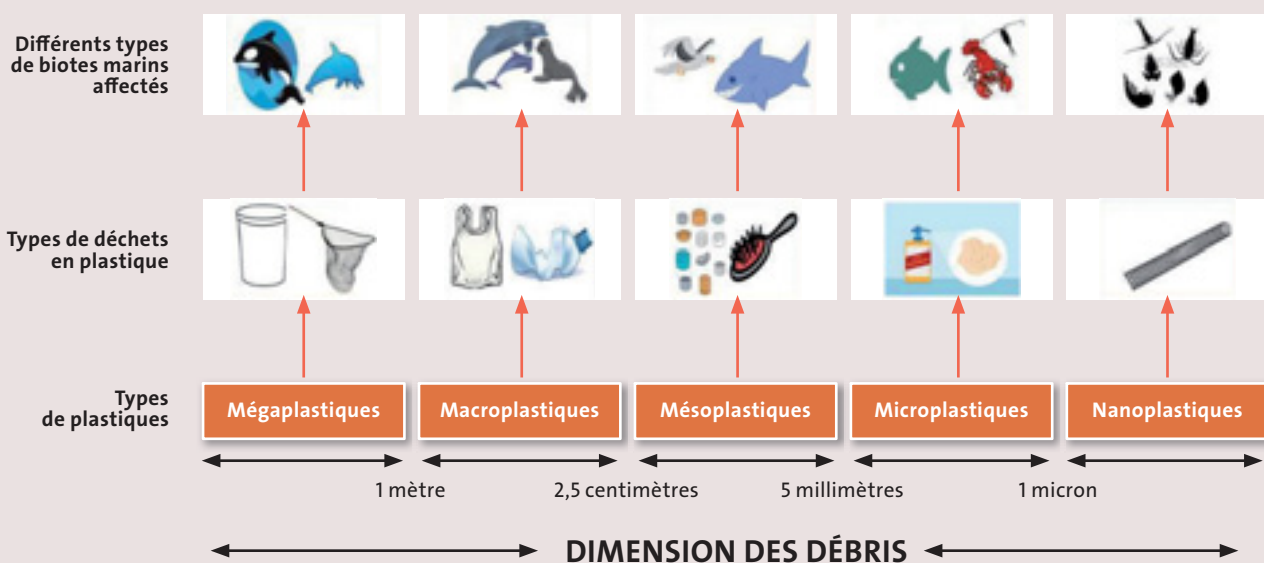 Différents types
de biotes marins
affectés
Types de déchets
en plastique
Types
de plastiques
Mégaplastiques
Macroplastiques
Mésoplastiques
Microplastiques
Nanoplastiques
1 mètre
2,5 centimètres
5 millimètres
1 micron
DIMENSION DES DÉBRIS